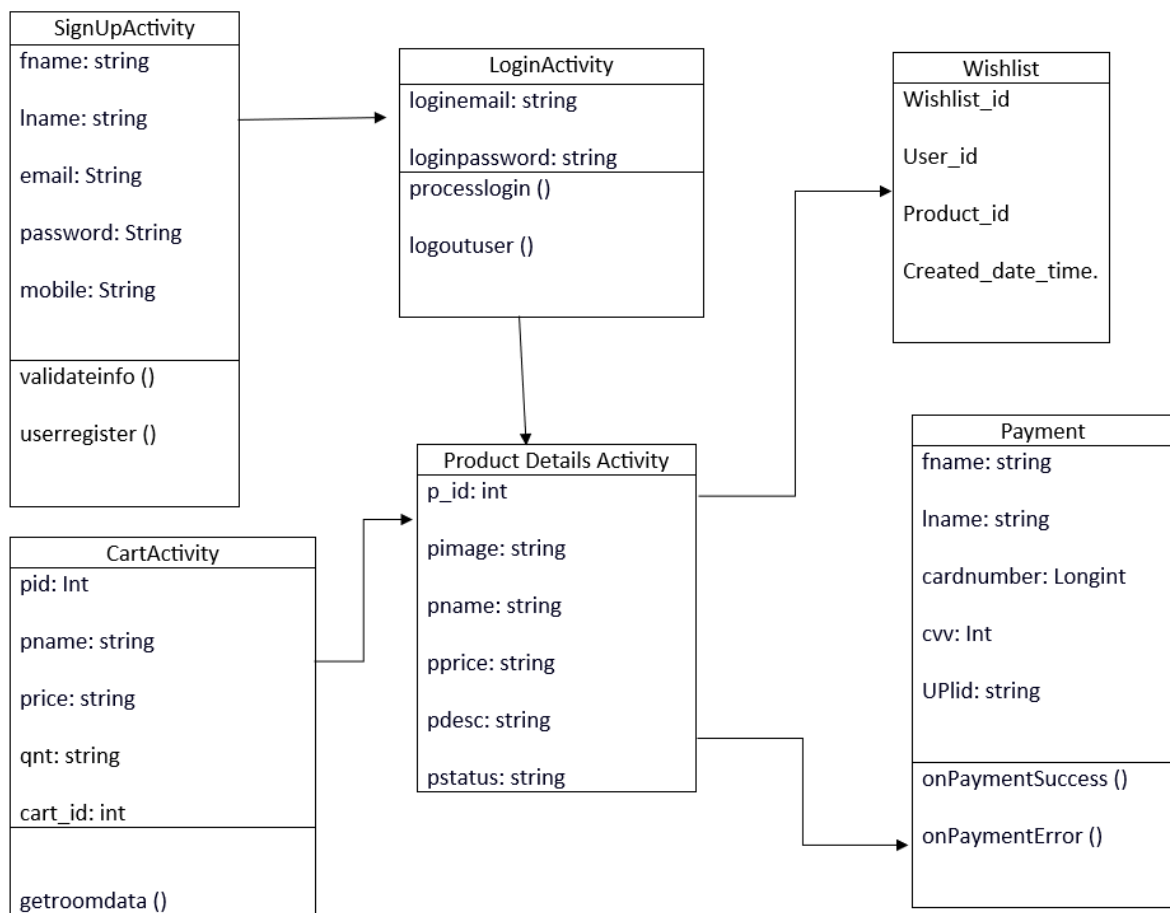 SignUpActivity
fname: string
lname: string
email: String
password: String
mobile: String
validateinfo ()
userregister ()
LoginActivity
loginemail: string
loginpassword: string
processlogin ()
logoutuser ()
Wishlist
Wishlist_id
User_id
Product_id
Created_date_time.
CartActivity
pid: Int
pname: string
price: string
qnt: string
cart_id: int
getroomdata ()
Product Details Activity
p_id: int
pimage: string
pname: string
pprice: string
pdesc: string
pstatus: string
Payment
fname: string
lname: string
cardnumber: Longint
cvv: Int
UPIid: string
onPaymentSuccess ()
onPaymentError ()